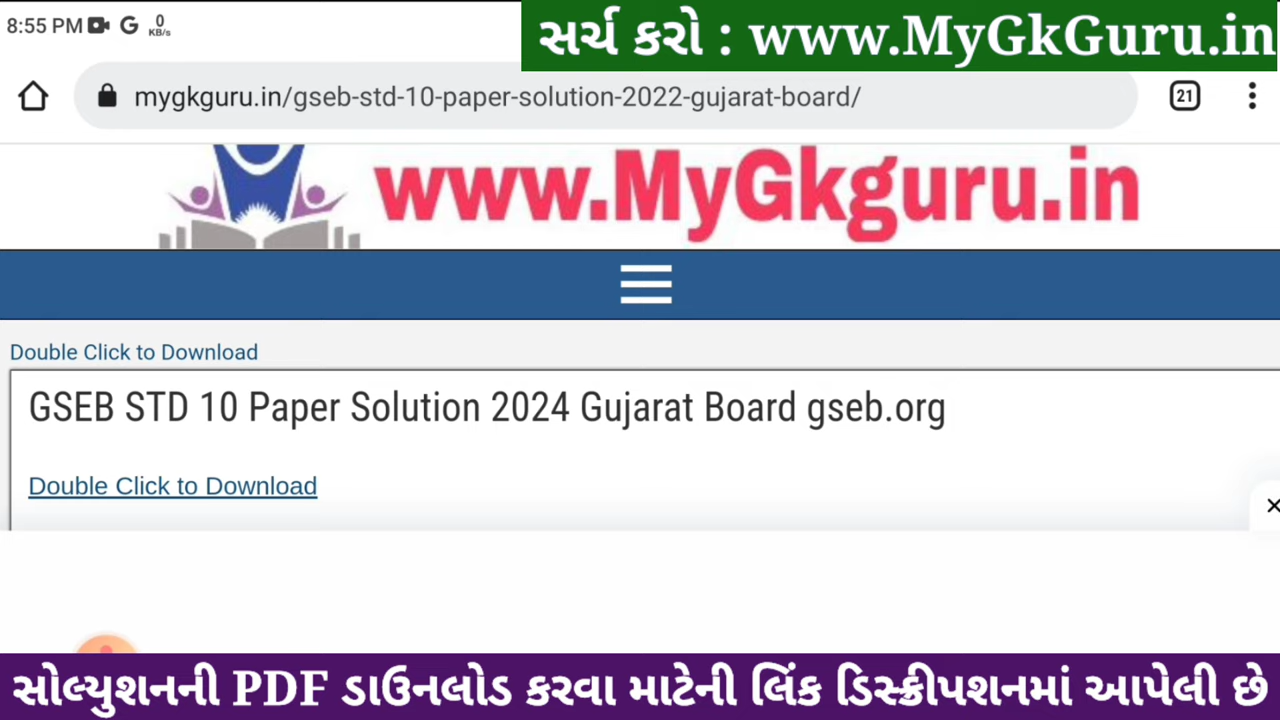 8:55 PM G 0 KB/s
સર્ચ કરો : www.MyGkGuru.in
mygkguru.in/gseb-std-10-paper-solution-2022-gujarat-board/
21
www.MyGkguru.in
Double Click to Download
GSEB STD 10 Paper Solution 2024 Gujarat Board gseb.org
Double Click to Download
સોલ્યુશનની PDF ડાઉનલોડ કરવા માટેની લિંક ડિસ્ક્રીપશનમાં આપેલી છે